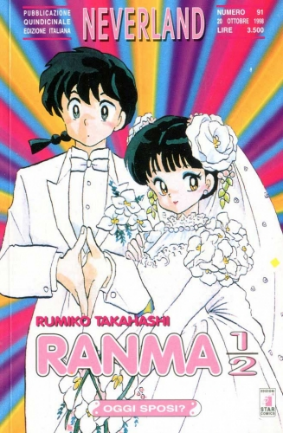 PUBBLICAZIONE
QUINDICINALE
EDIZIONE ITALIANA
NEVERLAND
NUMERO 91
28 OTTOBRE 1998
LIRE 3.500
RUMIKO TAKAHASHI
RANMA 1/2
OGGI SPOSI?
STAR
COMICS